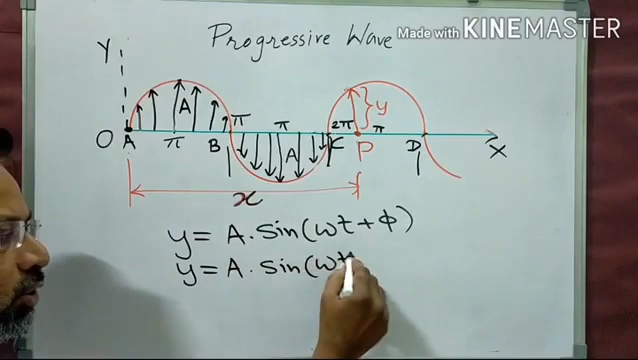 Progressive Wave
Made with KINEMASTER
Y
A
π
y
O A π B π A 2π C P π D X
x
y = A . sin(ωt + φ)
y = A . sin(ωt